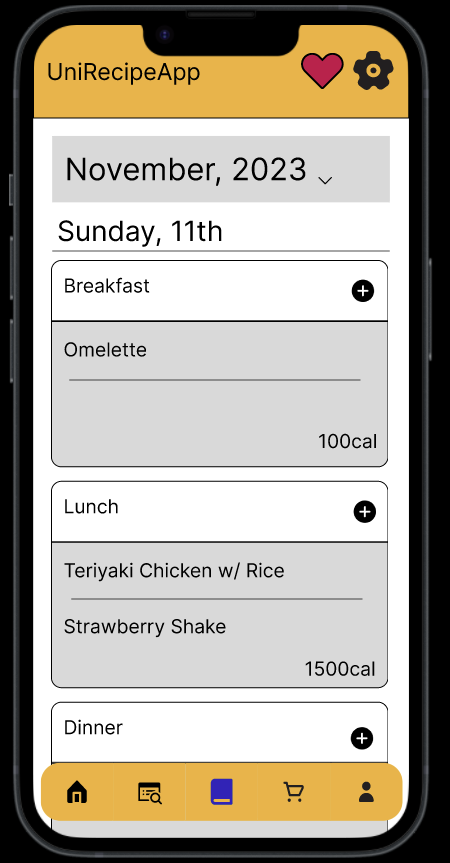 UniRecipeApp
November, 2023
Sunday, 11th
Breakfast
Omelette
100cal
Lunch
Teriyaki Chicken w/ Rice
Strawberry Shake
1500cal
Dinner